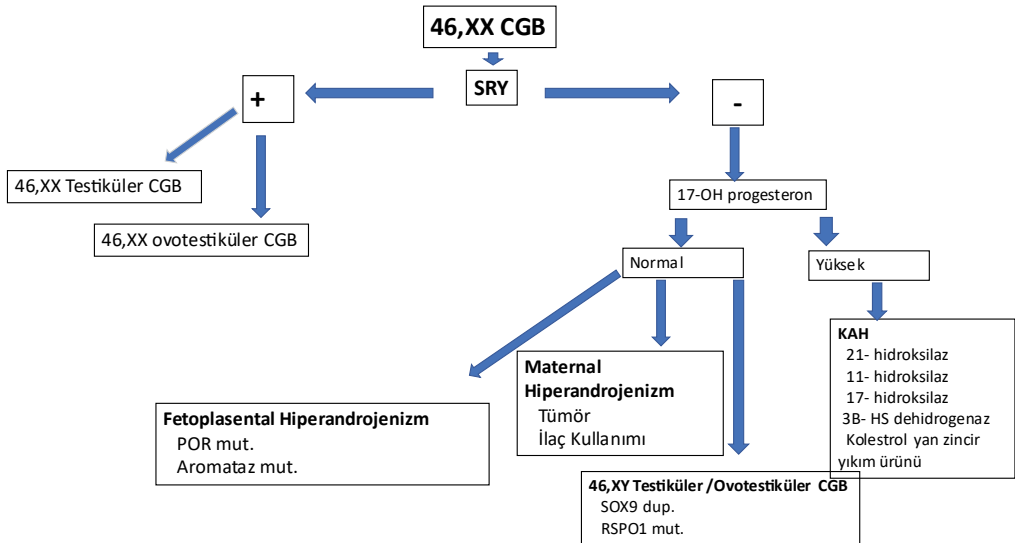 46,XX CGB
SRY
+
-
46,XX Testiküler CGB
17-OH progesteron
46,XX ovotestiküler CGB
Normal
Yüksek
KAH
21- hidroksilaz
11- hidroksilaz
17- hidroksilaz
3B- HS dehidrogenaz
Kolestrol yan zincir
yıkım ürünü
Maternal
Hiperandrojenizm
Tümör
İlaç Kullanımı
Fetoplasental Hiperandrojenizm
POR mut.
Aromataz mut.
46,XY Testiküler /Ovotestiküler CGB
SOX9 dup.
RSPO1 mut.